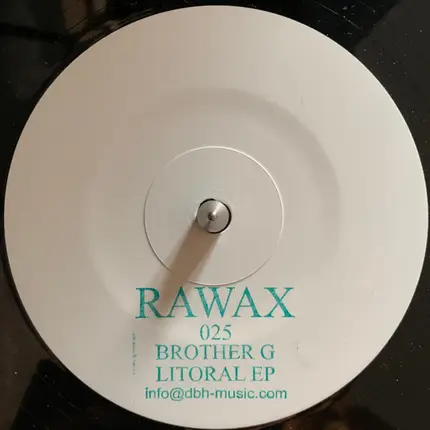 RAWAX
025
BROTHER G
LITORAL EP
info@dbh-music.com